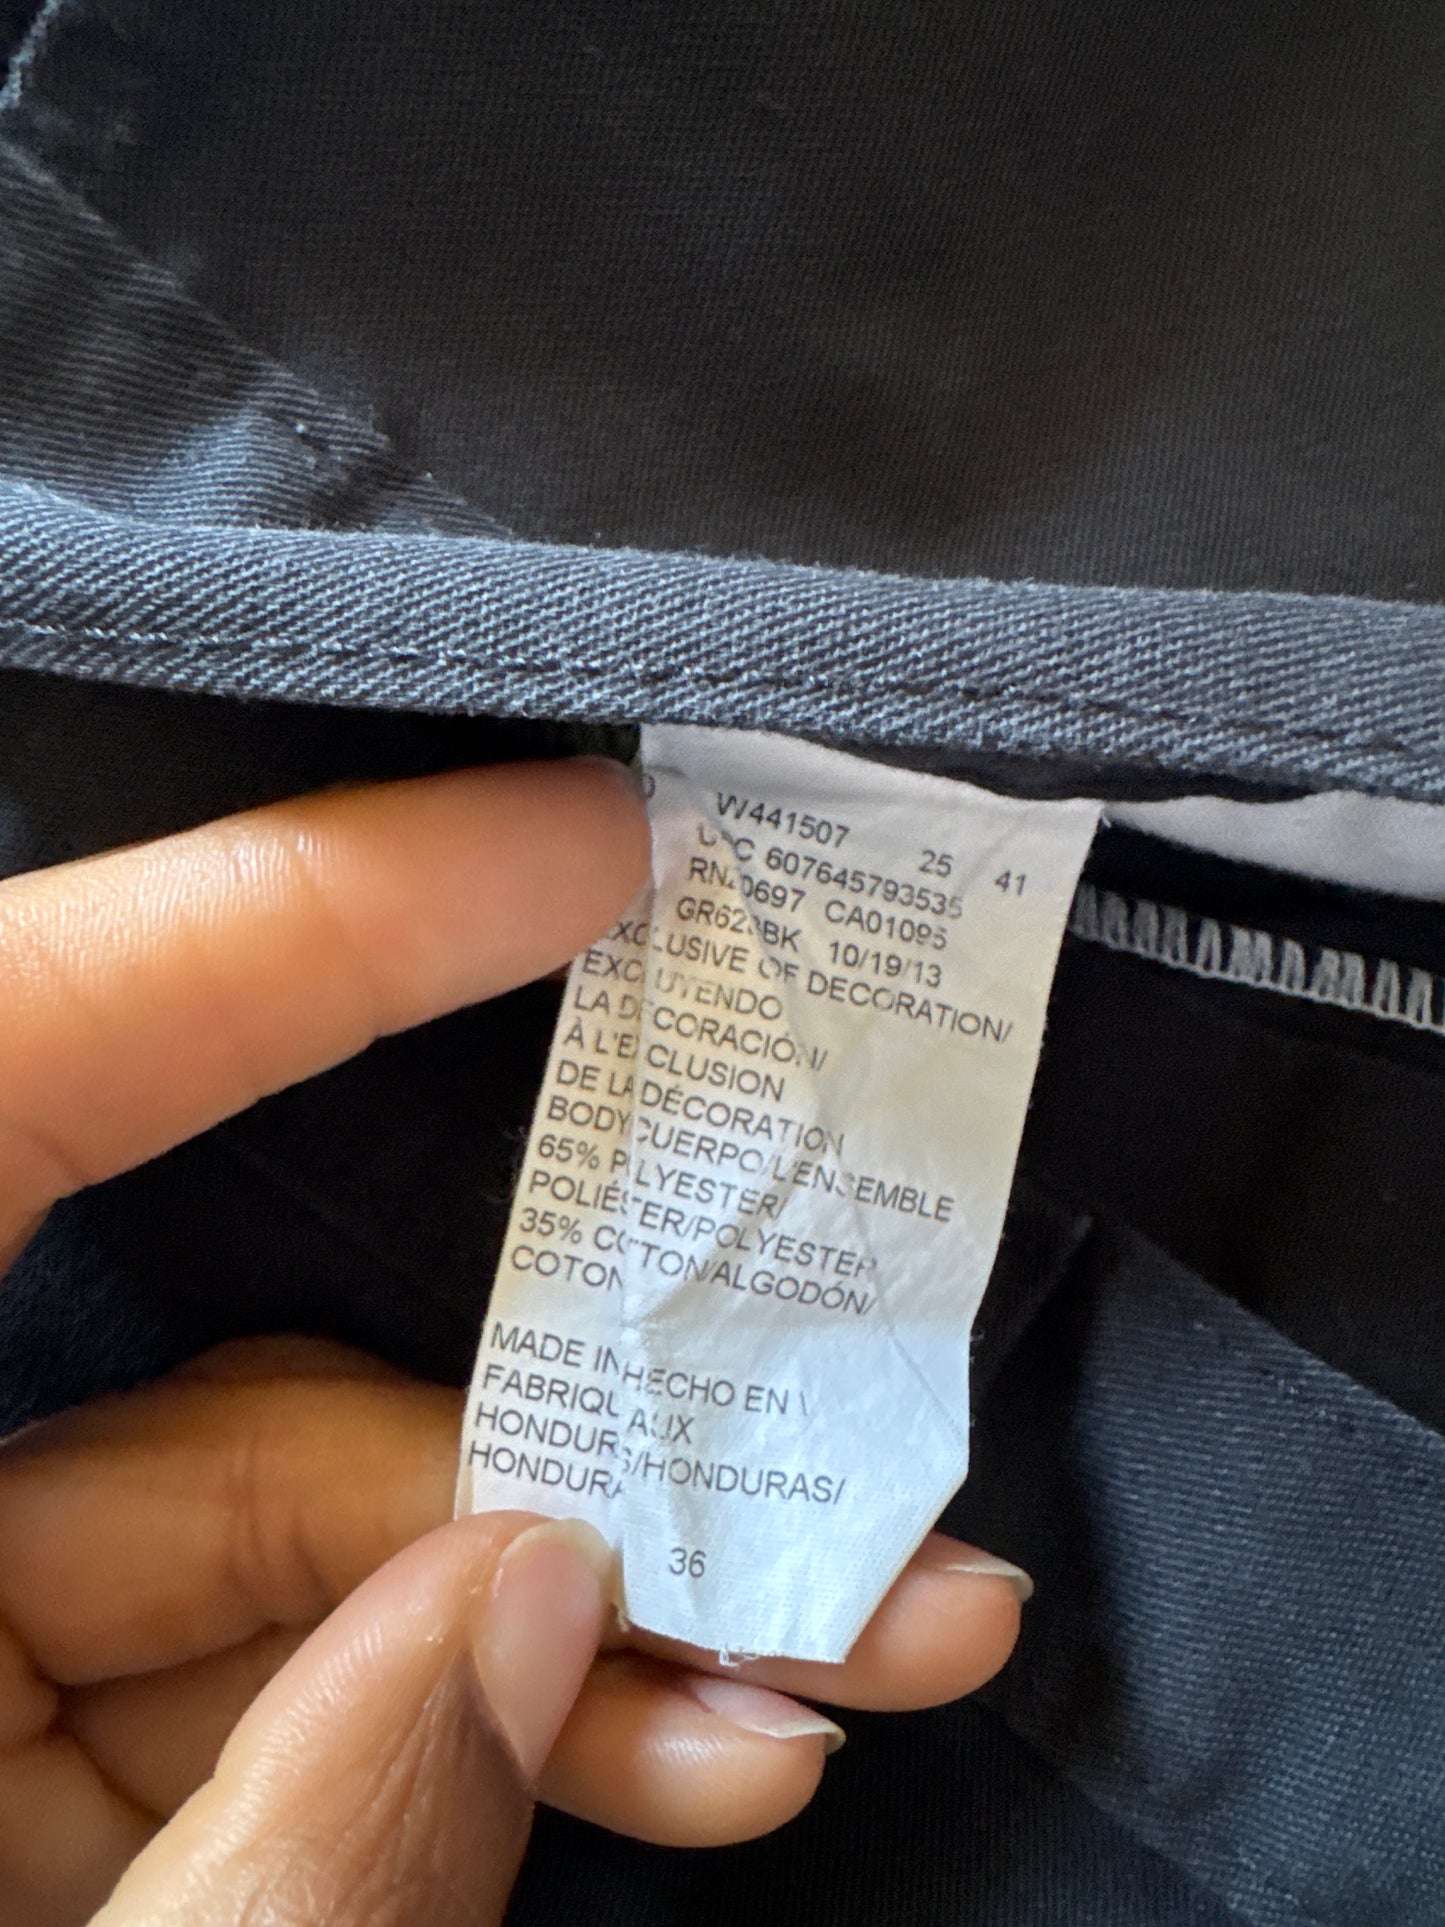 W441507 25 41
UPC 607645793535
RN20697 CA01095
GR623BK 10/19/13
EXCLUSIVE OF DECORATION/
EXCLUYENDO
LA DECORACIÓN/
À L'EXCLUSION
DE LA DÉCORATION
BODY/CUERPO/L'ENSEMBLE
65% POLYESTER/
POLIÉSTER/POLYESTER
35% COTTON/ALGODÓN/
COTON
MADE IN/HECHO EN \
FABRIQUÉ AUX
HONDURAS/HONDURAS/
HONDURAS
36